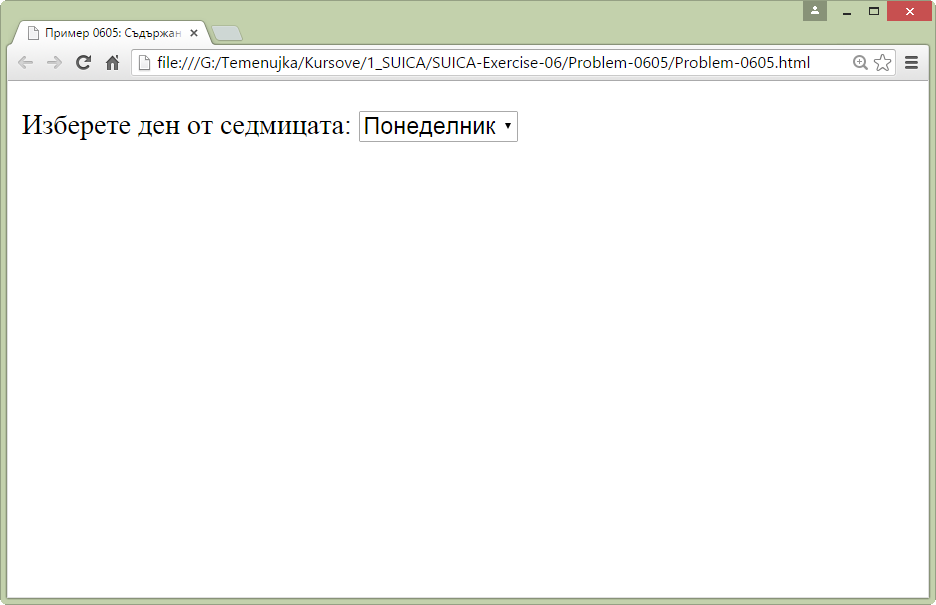 Пример 0605: Съдържан
file:///G:/Temenujka/Kursove/1_SUICA/SUICA-Exercise-06/Problem-0605/Problem-0605.html
Изберете ден от седмицата: Понеделник